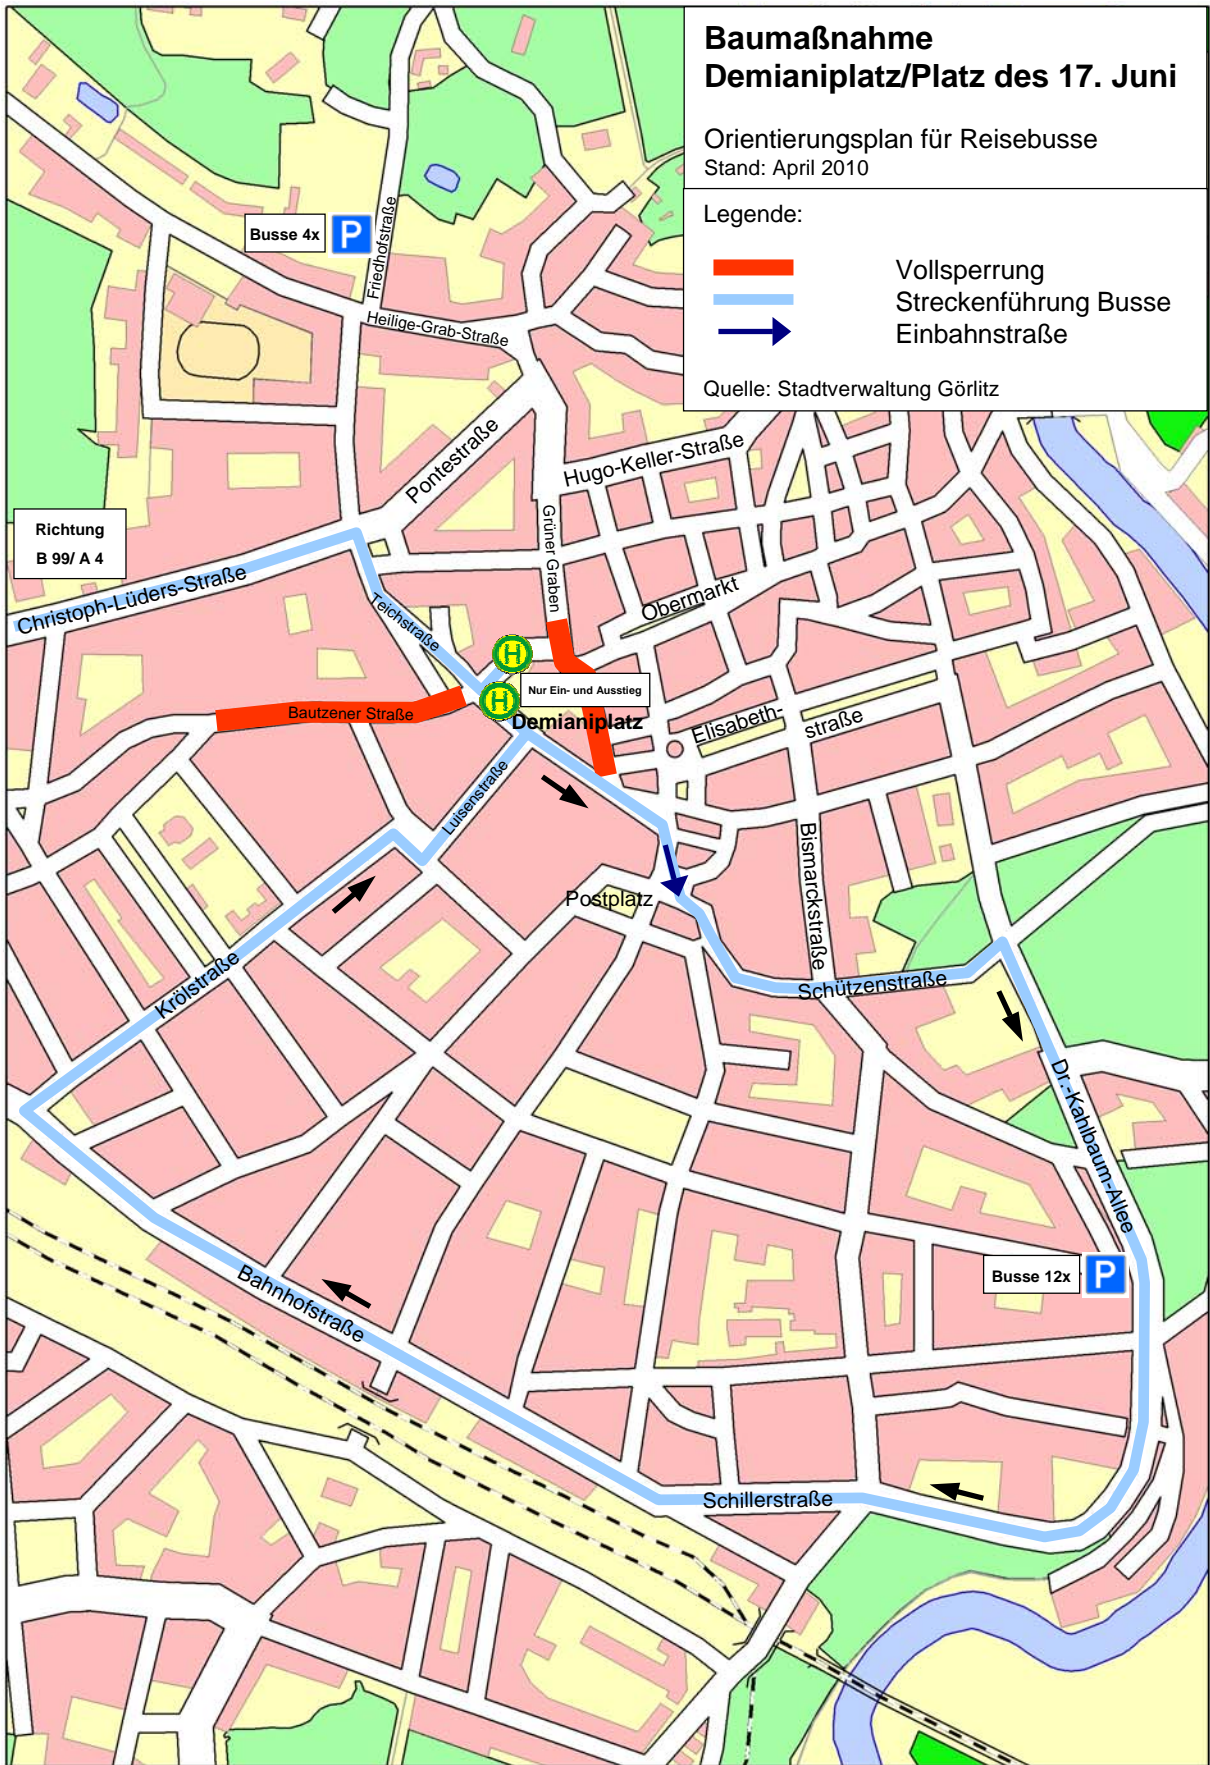 Baumaßnahme
Demianiplatz/Platz des 17. Juni
Orientierungsplan für Reisebusse
Stand: April 2010
Legende:
Vollsperrung
Streckenführung Busse
Einbahnstraße
Quelle: Stadtverwaltung Görlitz
Busse 4x
P
Friedhofstraße
Heilige-Grab-Straße
Pontestraße
Hugo-Keller-Straße
Grüner Graben
Richtung
B 99/ A 4
Christoph-Lüders-Straße
Teichstraße
Obermarkt
H
Nur Ein- und Ausstieg
H
Demianiplatz
Bautzener Straße
Elisabeth-
straße
Luisenstraße
Bismarckstraße
Postplatz
Krölstraße
Schützenstraße
Dr.-Kahlbaum-Allee
Busse 12x
P
Bahnhofstraße
Schillerstraße